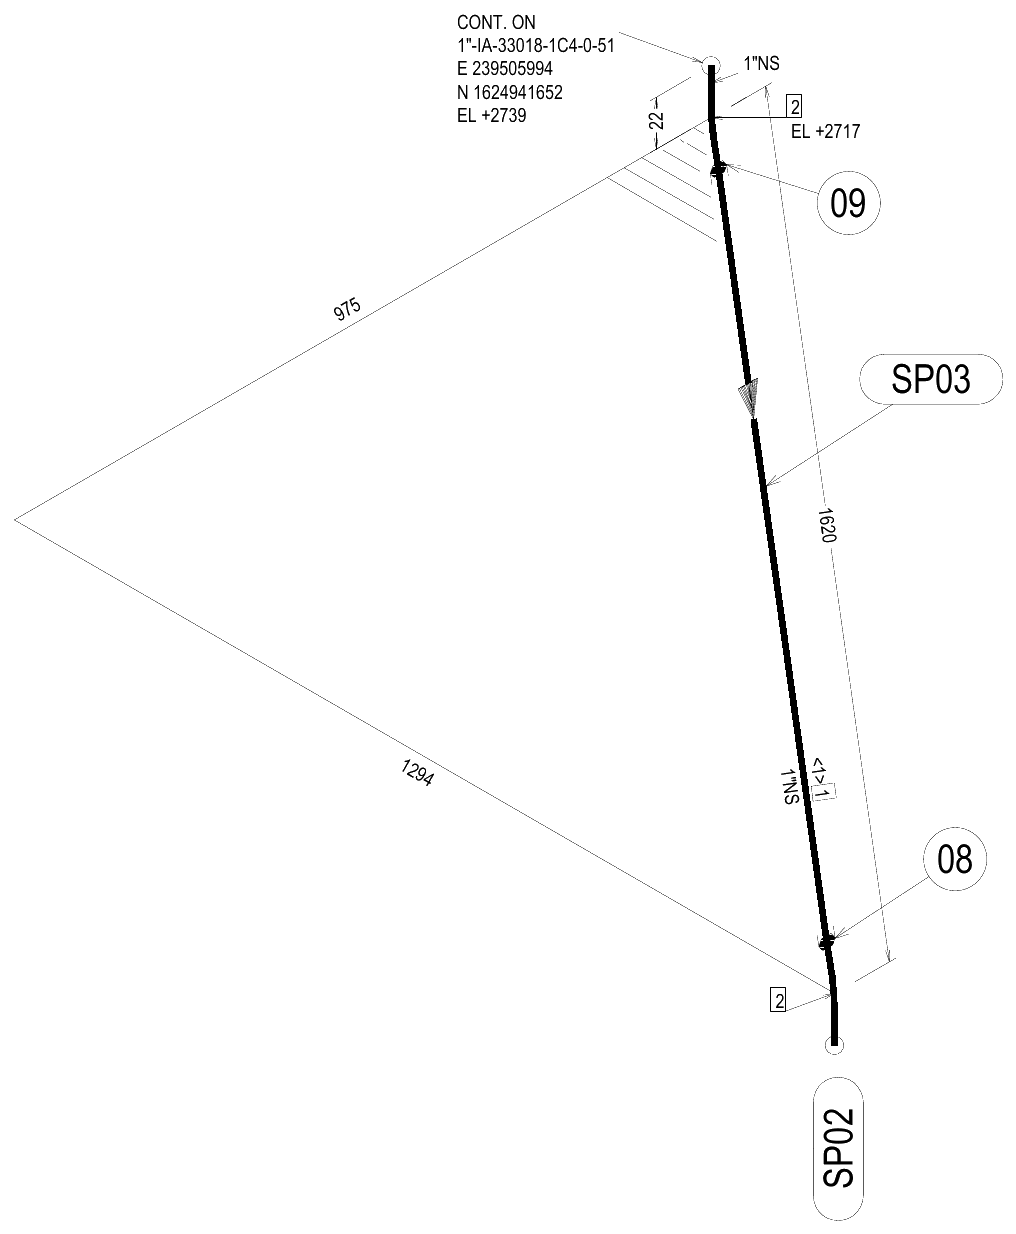 CONT. ON
1"-IA-33018-1C4-0-51
E 239505994
N 1624941652
EL +2739
1"NS
2
EL +2717
22
09
975
SP03
1620
1294
<1>
1
1"NS
08
2
SP02